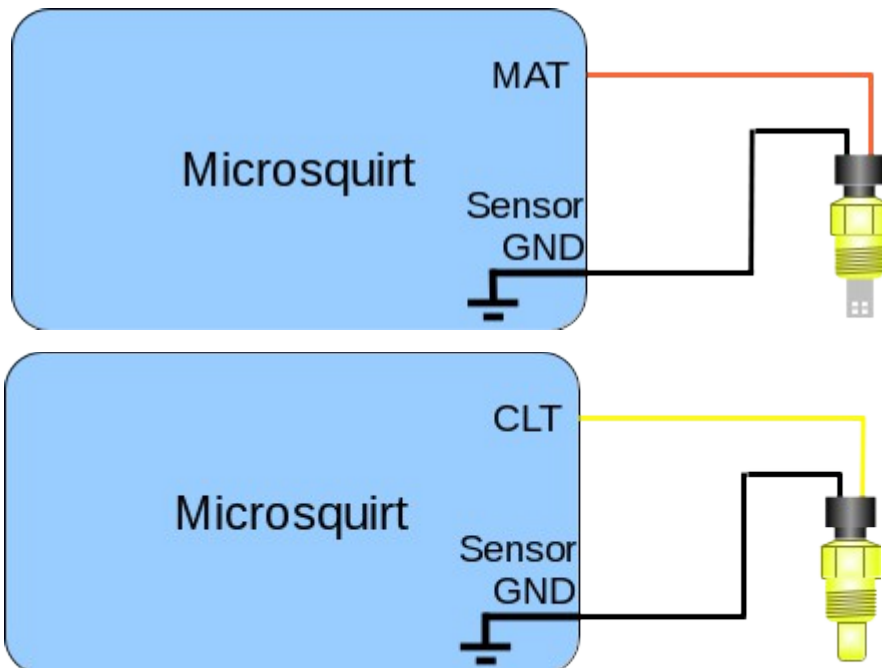 MAT
Microsquirt
Sensor
GND
CLT
Microsquirt
Sensor
GND